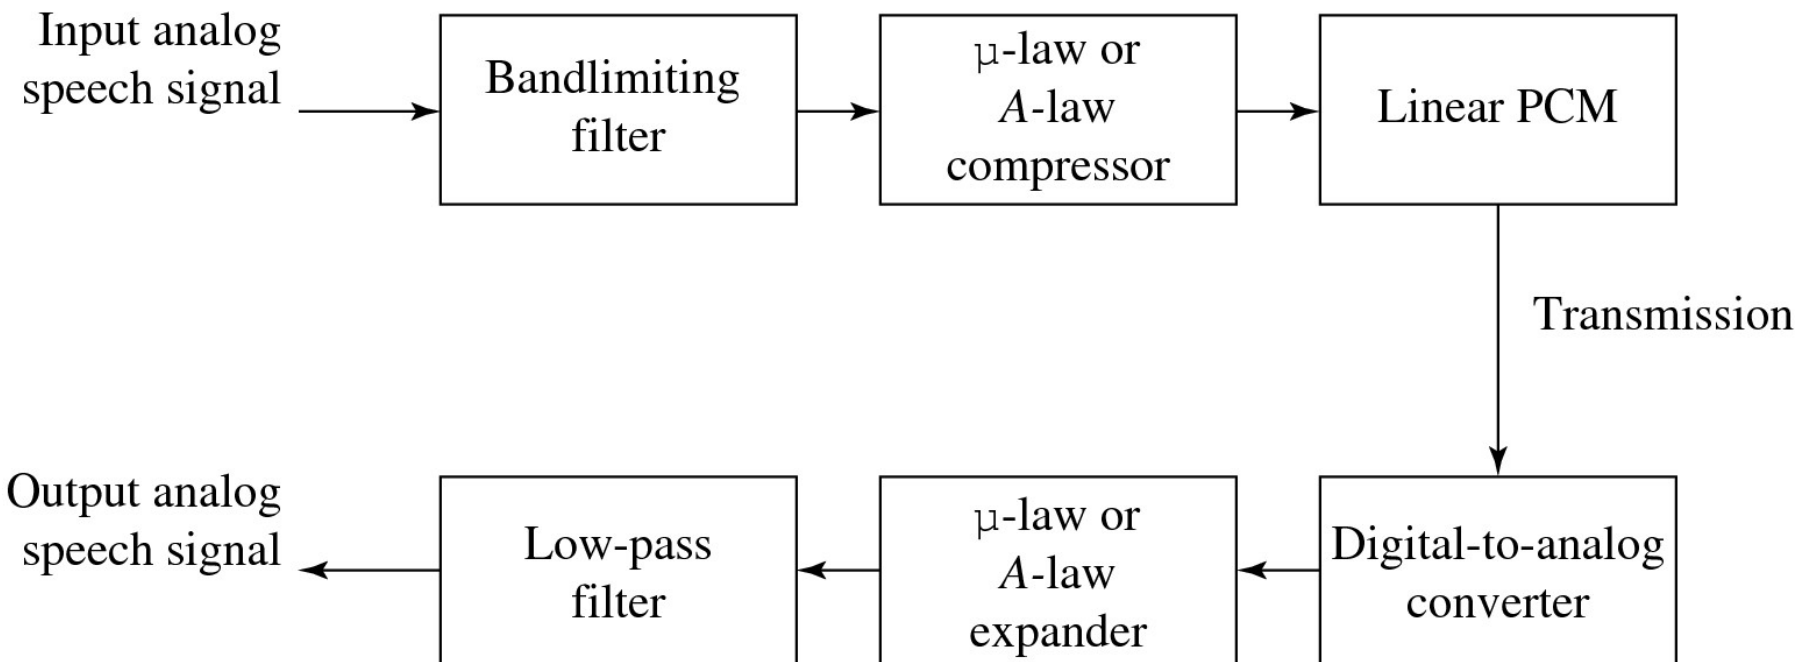 Input analog
speech signal
Bandlimiting
filter
µ-law or
A-law
compressor
Linear PCM
Transmission
Output analog
speech signal
Low-pass
filter
µ-law or
A-law
expander
Digital-to-analog
converter